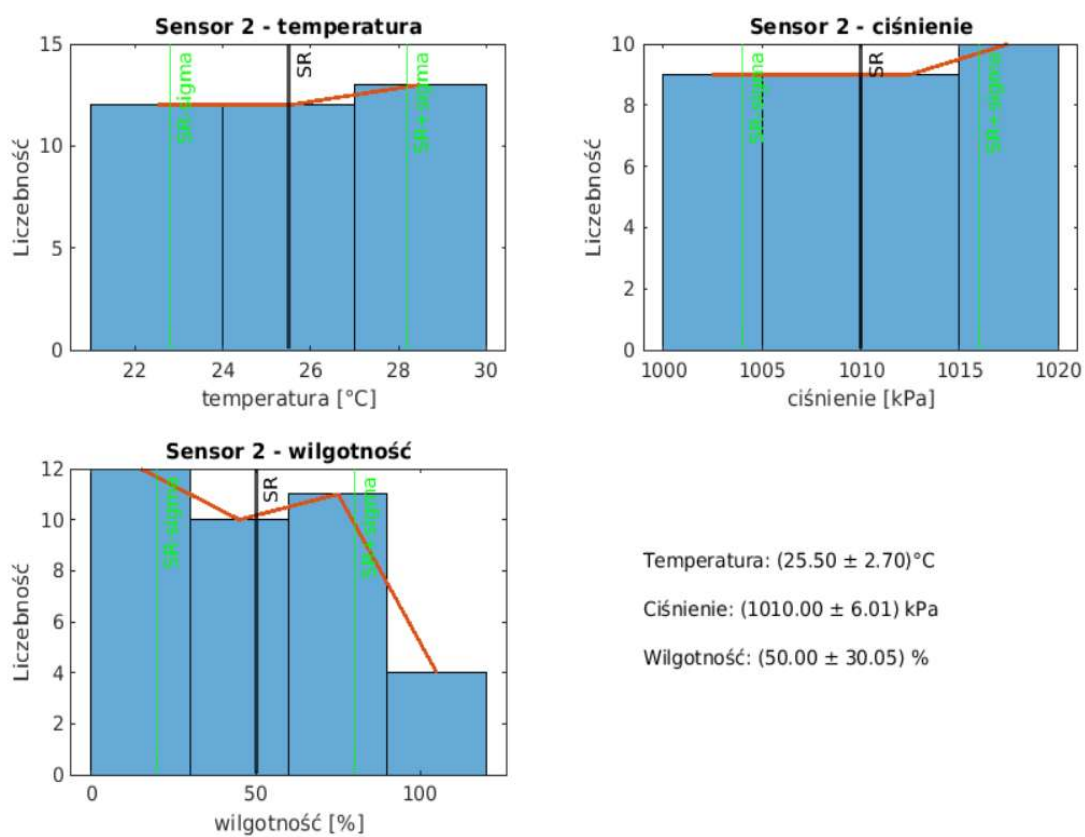 Sensor 2 - temperatura
15
10
5
0
Liczebność
SR-sigma
SR
SR+sigma
22
24
26
28
30
temperatura [°C]
Sensor 2 - ciśnienie
10
8
6
4
2
0
Liczebność
SR-sigma
SR
SR+sigma
1000
1005
1010
1015
1020
ciśnienie [kPa]
Sensor 2 - wilgotność
12
10
8
6
4
2
0
Liczebność
SR-sigma
SR
SR+sigma
0
50
100
wilgotność [%]
Temperatura: (25.50 ± 2.70)°C
Ciśnienie: (1010.00 ± 6.01) kPa
Wilgotność: (50.00 ± 30.05) %